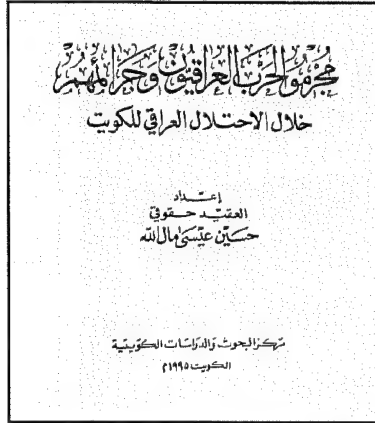 مجرمو الحرب العراقيون وجرائمهم
خلال الاحتلال العراقي للكويت
إعداد
العقيد حقوقي
حسين عيسى مال الله
مركز البحوث والدراسات الكويتية
الكويت ١٩٩٥م